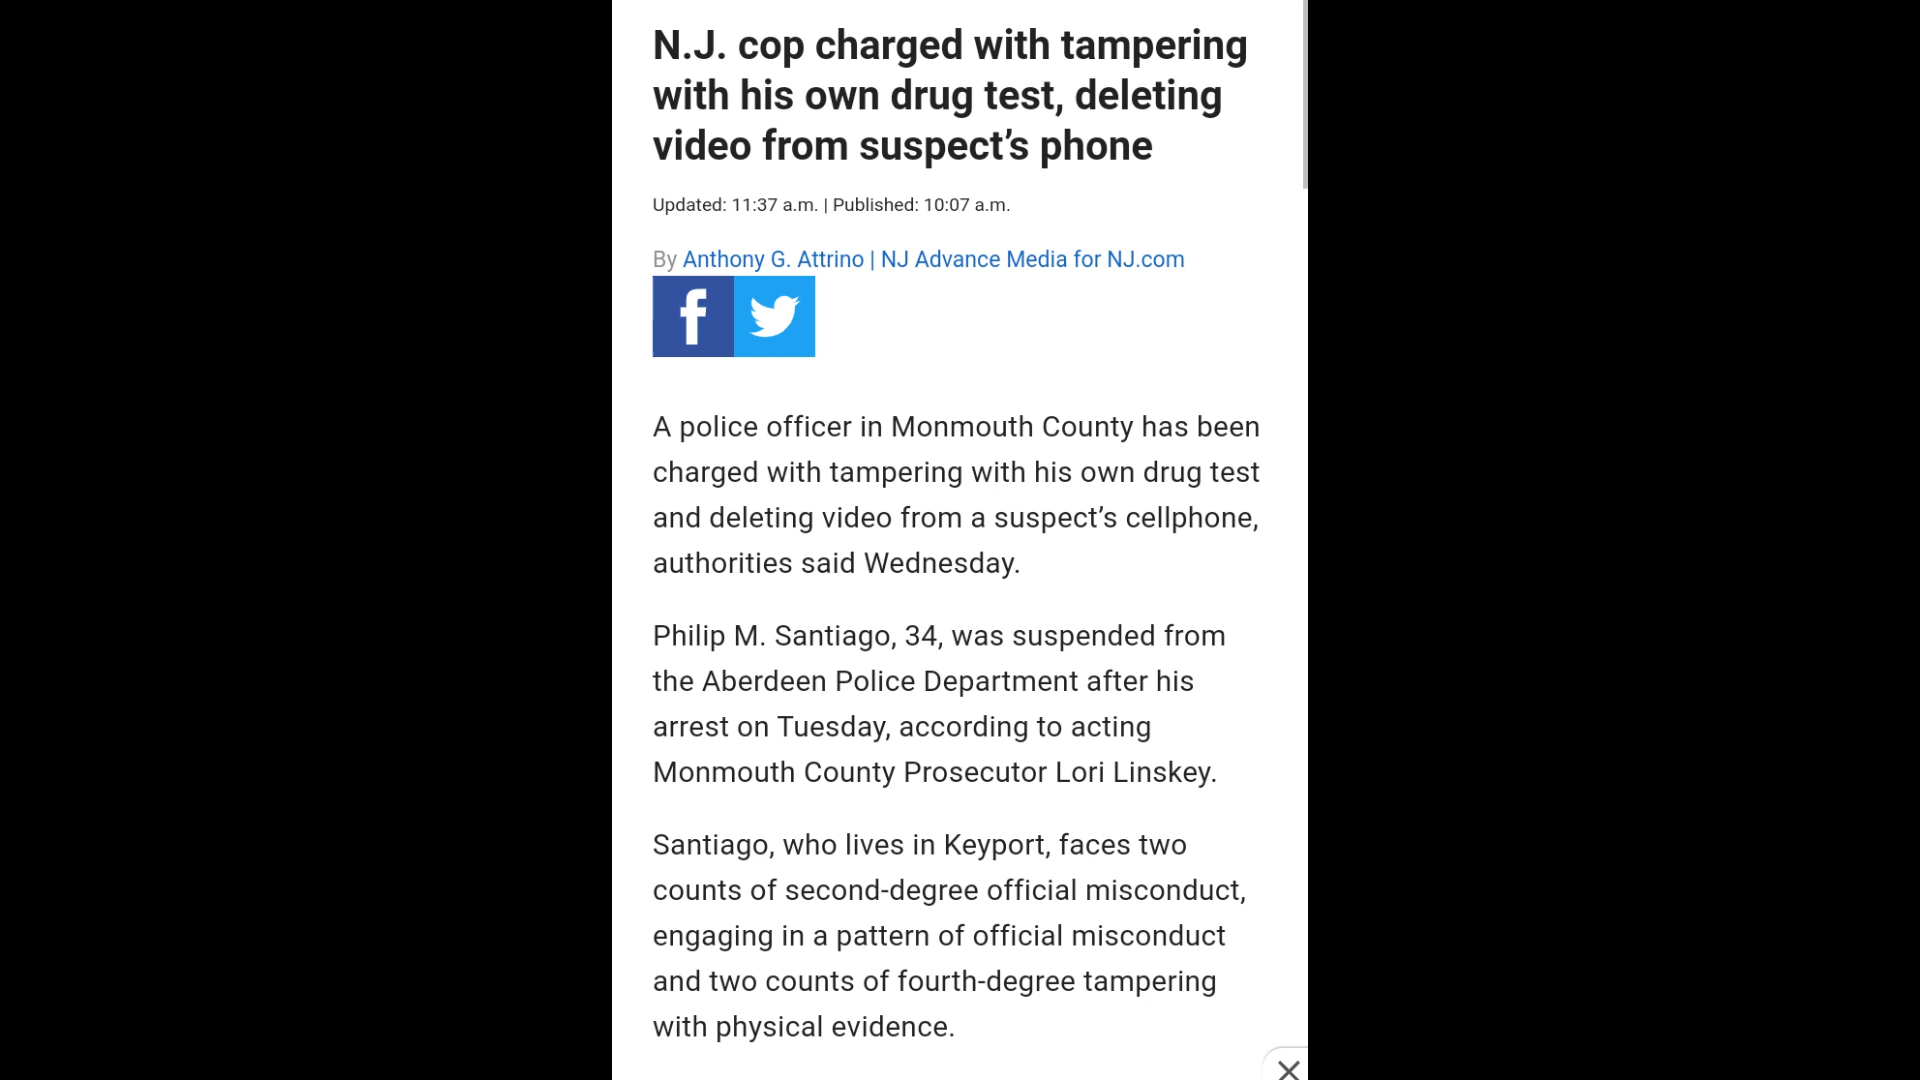 N.J. cop charged with tampering
with his own drug test, deleting
video from suspect’s phone
Updated: 11:37 a.m. | Published: 10:07 a.m.
By Anthony G. Attrino | NJ Advance Media for NJ.com
A police officer in Monmouth County has been
charged with tampering with his own drug test
and deleting video from a suspect’s cellphone,
authorities said Wednesday.
Philip M. Santiago, 34, was suspended from
the Aberdeen Police Department after his
arrest on Tuesday, according to acting
Monmouth County Prosecutor Lori Linskey.
Santiago, who lives in Keyport, faces two
counts of second-degree official misconduct,
engaging in a pattern of official misconduct
and two counts of fourth-degree tampering
with physical evidence.